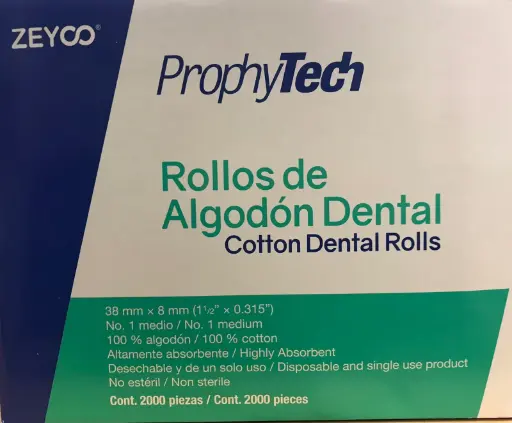 ZEYCO®
ProphyTech
Rollos de
Algodón Dental
Cotton Dental Rolls
38 mm × 8 mm (1 1/2" × 0.315")
No. 1 medio / No. 1 medium
100 % algodón / 100 % cotton
Altamente absorbente / Highly Absorbent
Desechable y de un solo uso / Disposable and single use product
No estéril / Non sterile
Cont. 2000 piezas / Cont. 2000 pieces